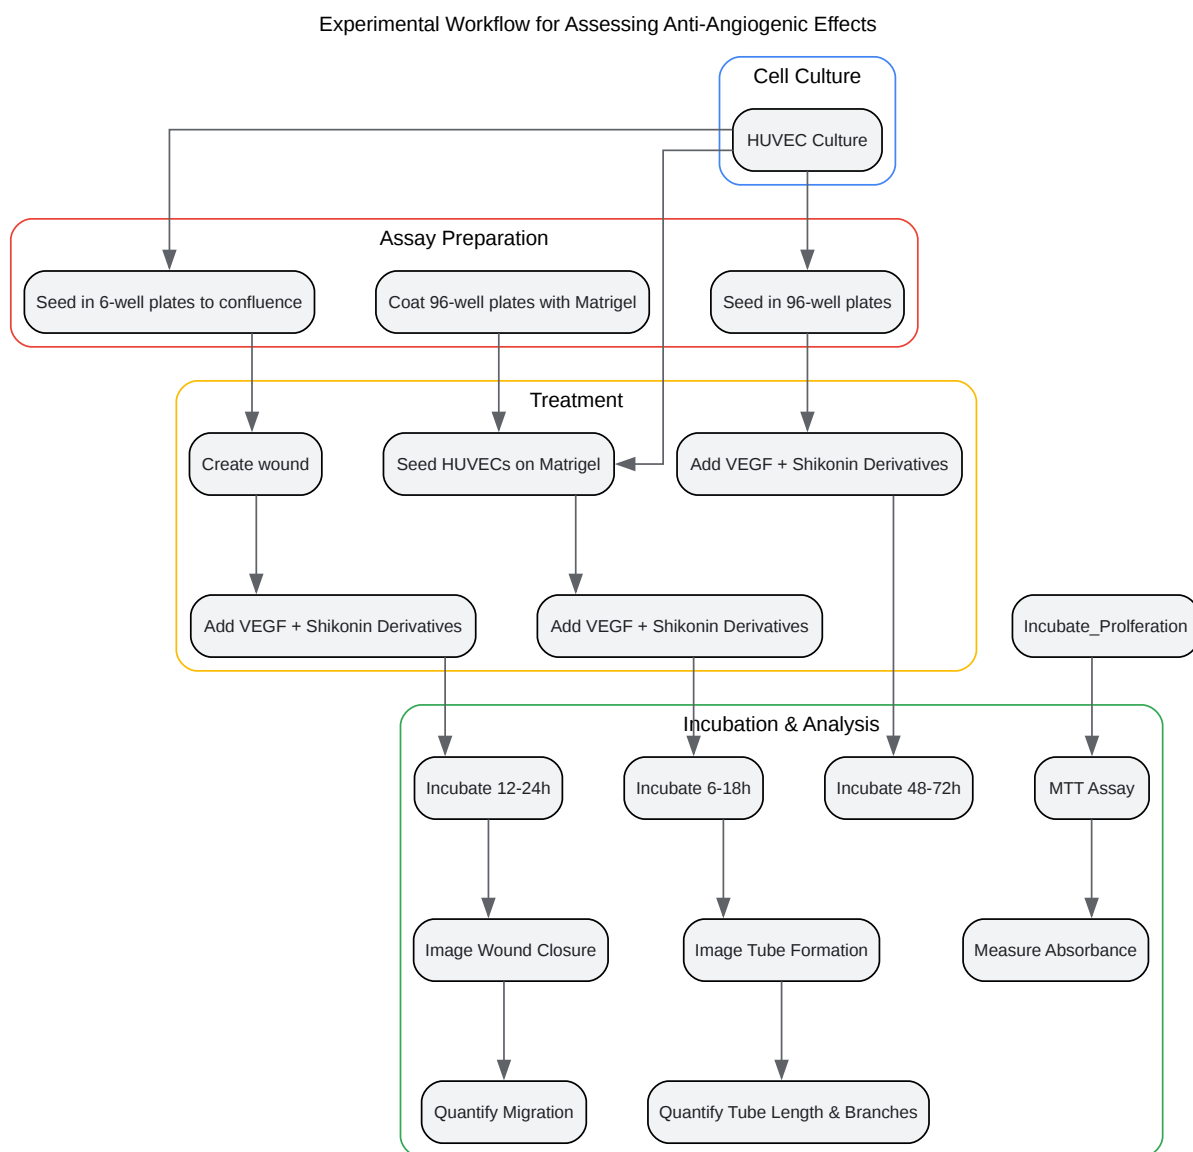 Experimental Workflow for Assessing Anti-Angiogenic Effects
Cell Culture
HUVEC Culture
Assay Preparation
Seed in 6-well plates to confluence
Coat 96-well plates with Matrigel
Seed in 96-well plates
Treatment
Create wound
Seed HUVECs on Matrigel
Add VEGF + Shikonin Derivatives
Add VEGF + Shikonin Derivatives
Add VEGF + Shikonin Derivatives
Incubate_Prolferation
Incubation & Analysis
Incubate 12-24h
Incubate 6-18h
Incubate 48-72h
MTT Assay
Image Wound Closure
Image Tube Formation
Measure Absorbance
Quantify Migration
Quantify Tube Length & Branches